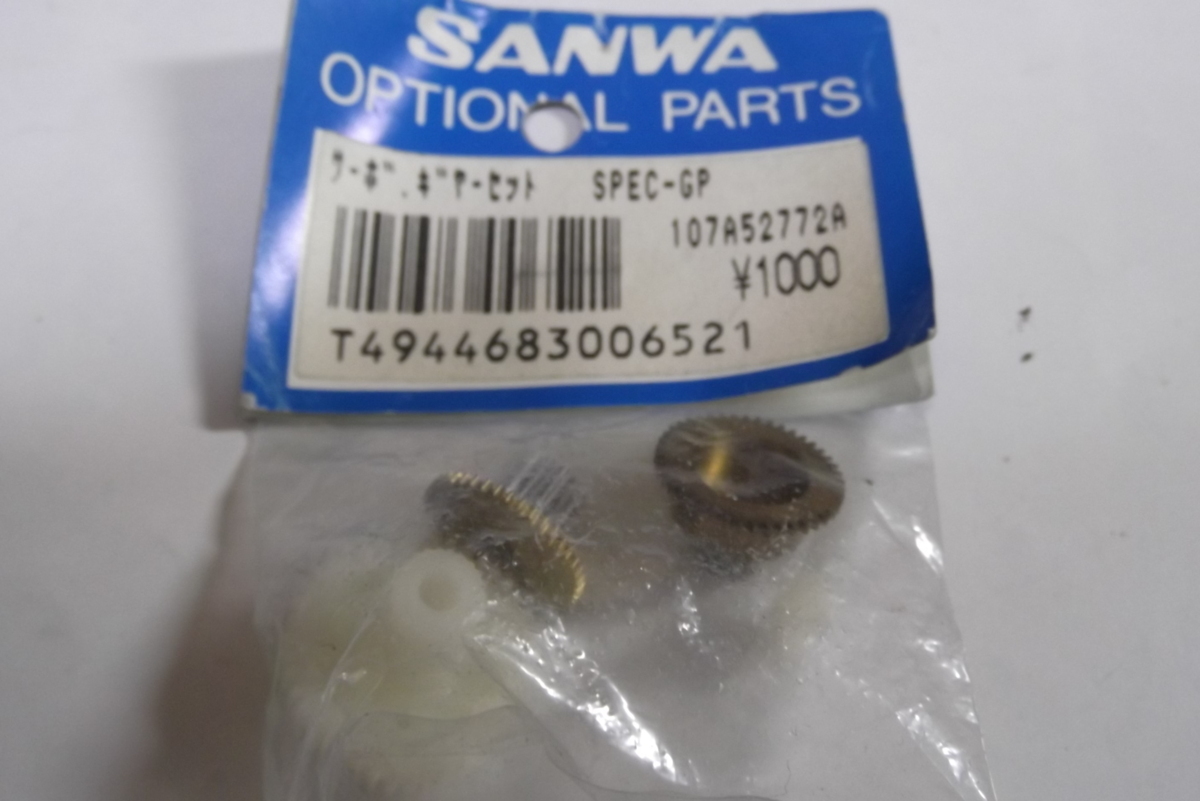 SANWA
OPTIONAL PARTS
サーボ.ギヤーセット SPEC-GP
107A52772A
¥1000
T4944683006521